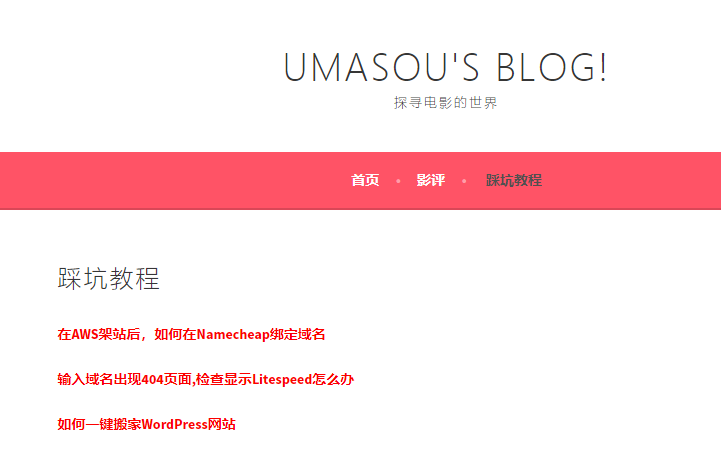 UMASOU'S BLOG!
探寻电影的世界
首页 • 影评 • 踩坑教程
踩坑教程
在AWS架站后，如何在Namecheap绑定域名
输入域名出现404页面,检查显示Litespeed怎么办
如何一键搬家WordPress网站